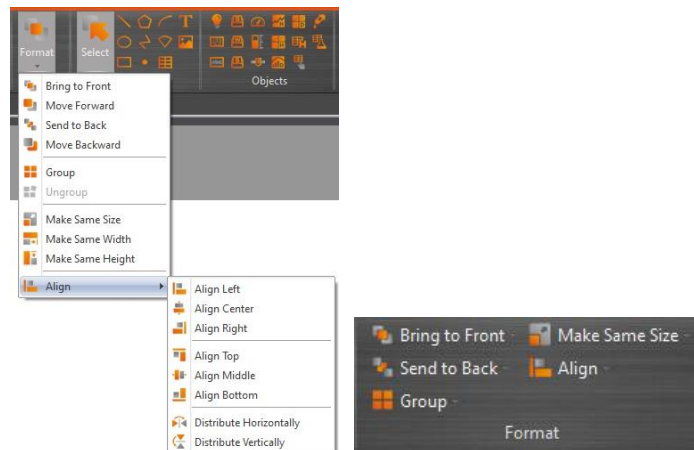 Format
Select
T
Objects
Bring to Front
Move Forward
Send to Back
Move Backward
Group
Ungroup
Make Same Size
Make Same Width
Make Same Height
Align
Align Left
Align Center
Align Right
Align Top
Align Middle
Align Bottom
Distribute Horizontally
Distribute Vertically
Bring to Front
Make Same Size
Send to Back
Align
Group
Format